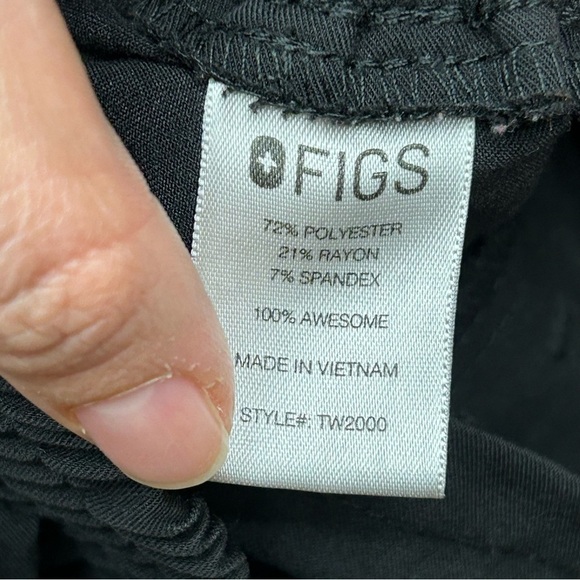 FIGS
72% POLYESTER
21% RAYON
7% SPANDEX
100% AWESOME
MADE IN VIETNAM
STYLE#: TW2000